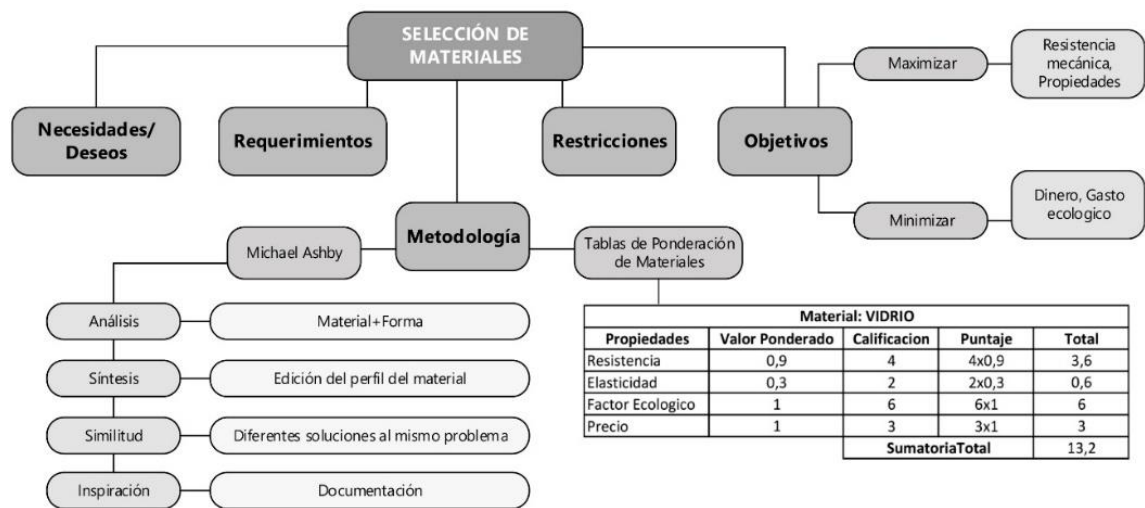 SELECCIÓN DE
MATERIALES
Maximizar
Resistencia
mecánica,
Propiedades
Necesidades/
Deseos
Requerimientos
Restricciones
Objetivos
Minimizar
Dinero, Gasto
ecologico
Metodología
Michael Ashby
Tablas de Ponderación
de Materiales
Análisis
Material+Forma
Síntesis
Edición del perfil del material
Similitud
Diferentes soluciones al mismo problema
Inspiración
Documentación
Material: VIDRIO
Propiedades Valor Ponderado Calificacion Puntaje Total
Resistencia 0,9 4 4x0,9 3,6
Elasticidad 0,3 2 2x0,3 0,6
Factor Ecologico 1 6 6x1 6
Precio 1 3 3x1 3
SumatoriaTotal 13,2